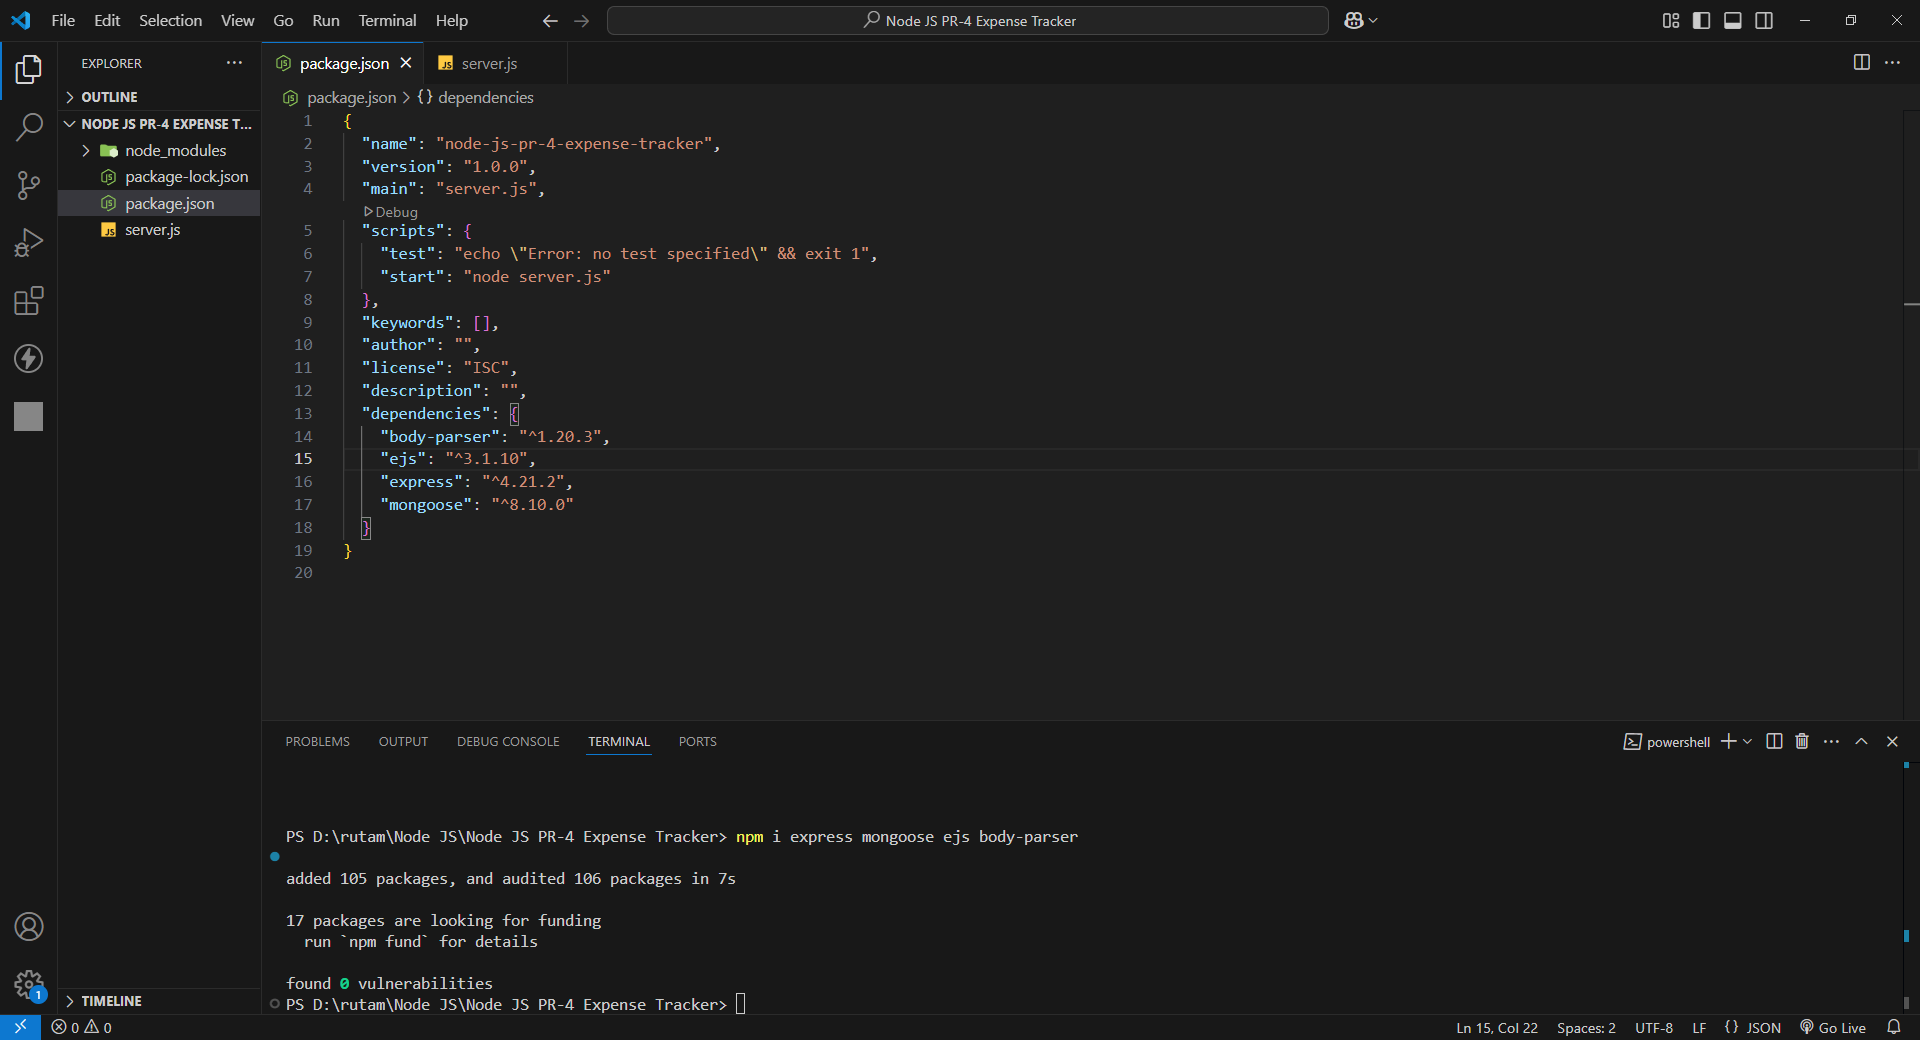 File Edit Selection View Go Run Terminal Help
Node JS PR-4 Expense Tracker
EXPLORER
OUTLINE
NODE JS PR-4 EXPENSE T...
node_modules
package-lock.json
package.json
server.js
TIMELINE
package.json
server.js
package.json > {} dependencies
1 {
2 "name": "node-js-pr-4-expense-tracker",
3 "version": "1.0.0",
4 "main": "server.js",
Debug
5 "scripts": {
6 "test": "echo \"Error: no test specified\" && exit 1",
7 "start": "node server.js"
8 },
9 "keywords": [],
10 "author": "",
11 "license": "ISC",
12 "description": "",
13 "dependencies": {
14 "body-parser": "^1.20.3",
15 "ejs": "^3.1.10",
16 "express": "^4.21.2",
17 "mongoose": "^8.10.0"
18 }
19 }
20
PROBLEMS OUTPUT DEBUG CONSOLE TERMINAL PORTS
powershell
PS D:\rutam\Node JS\Node JS PR-4 Expense Tracker> npm i express mongoose ejs body-parser
added 105 packages, and audited 106 packages in 7s
17 packages are looking for funding
run `npm fund` for details
found 0 vulnerabilities
PS D:\rutam\Node JS\Node JS PR-4 Expense Tracker>
1
0 0
Ln 15, Col 22 Spaces: 2 UTF-8 LF {} JSON Go Live